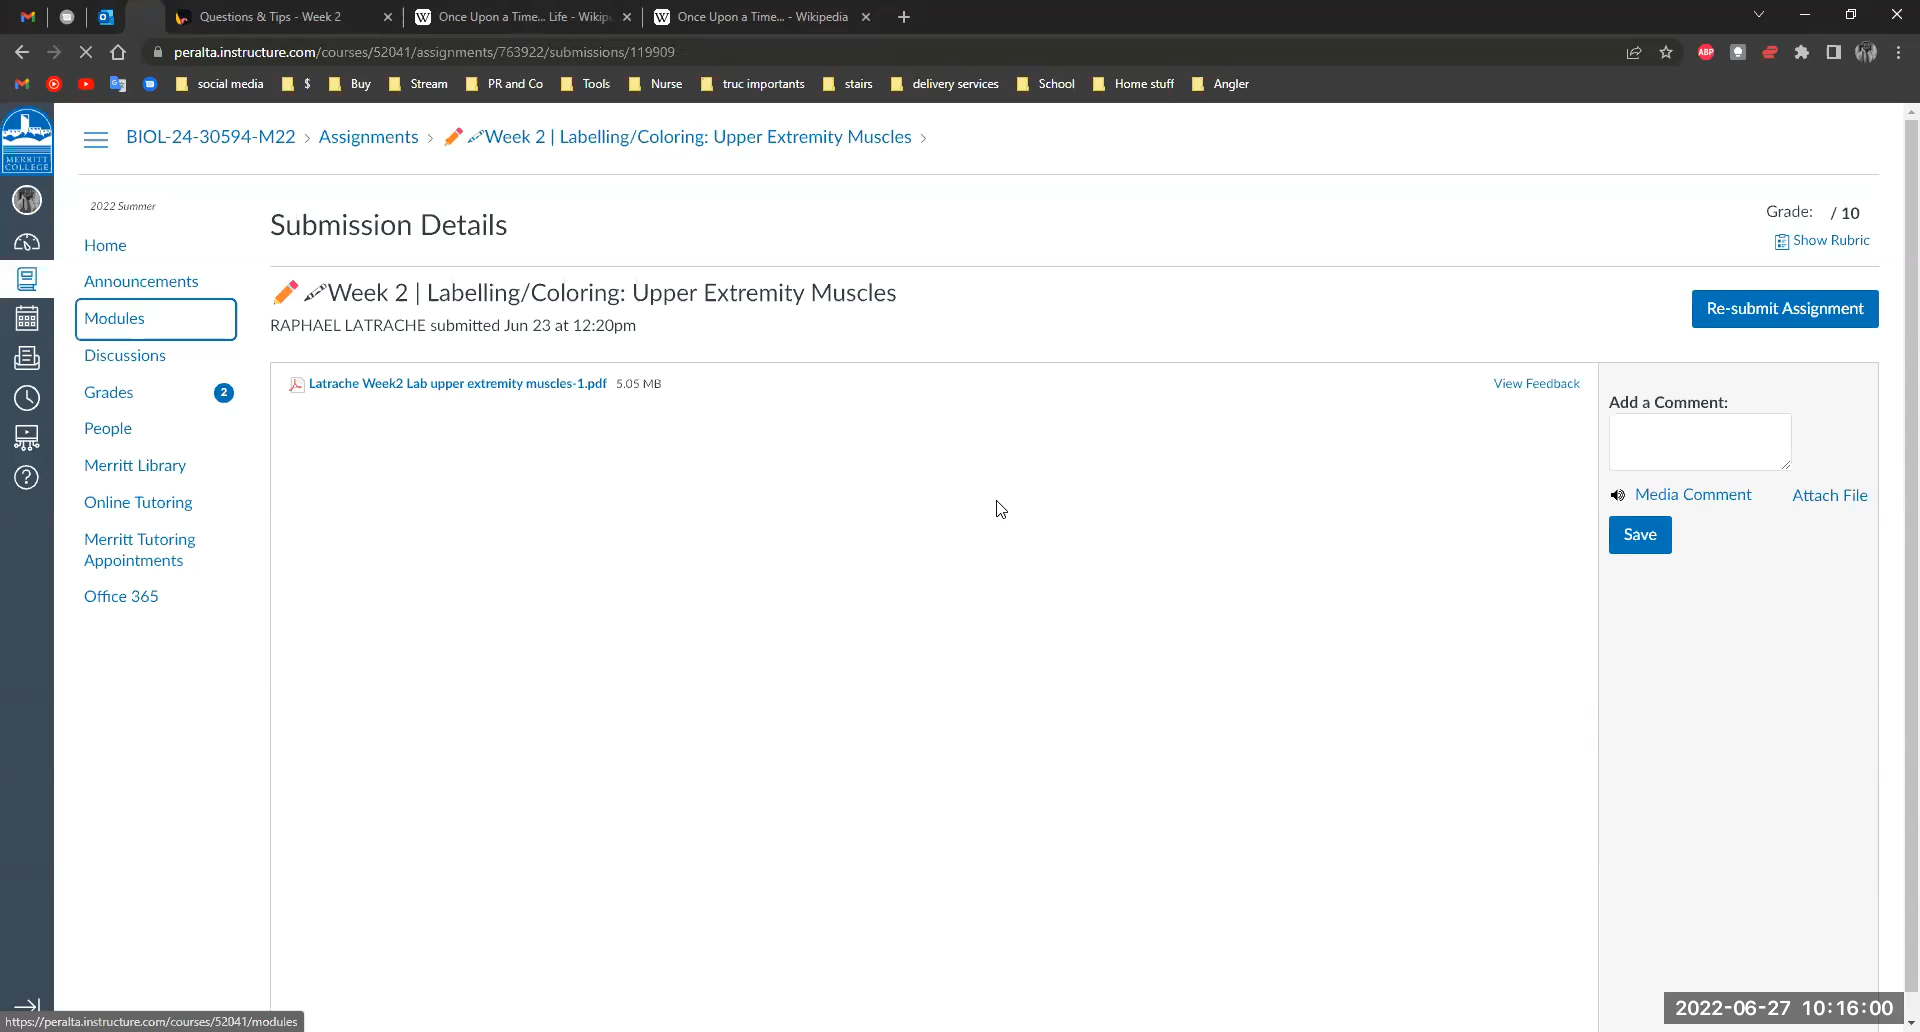 Questions & Tips - Week 2
Once Upon a Time... Life - Wikip
Once Upon a Time... - Wikipedia
peralta.instructure.com/courses/52041/assignments/763922/submissions/119909
ABP
social media
$
Buy
Stream
PR and Co
Tools
Nurse
truc importants
stairs
delivery services
School
Home stuff
Angler
MERRITT
COLLEGE
BIOL-24-30594-M22 › Assignments › Week 2 | Labelling/Coloring: Upper Extremity Muscles ›
2022 Summer
Home
Announcements
Modules
Discussions
Grades 2
People
Merritt Library
Online Tutoring
Merritt Tutoring
Appointments
Office 365
Submission Details
Grade: / 10
Show Rubric
Week 2 | Labelling/Coloring: Upper Extremity Muscles
RAPHAEL LATRACHE submitted Jun 23 at 12:20pm
Re-submit Assignment
Latrache Week2 Lab upper extremity muscles-1.pdf 5.05 MB
View Feedback
Add a Comment:
Media Comment
Attach File
Save
https://peralta.instructure.com/courses/52041/modules
2022-06-27 10:16:00